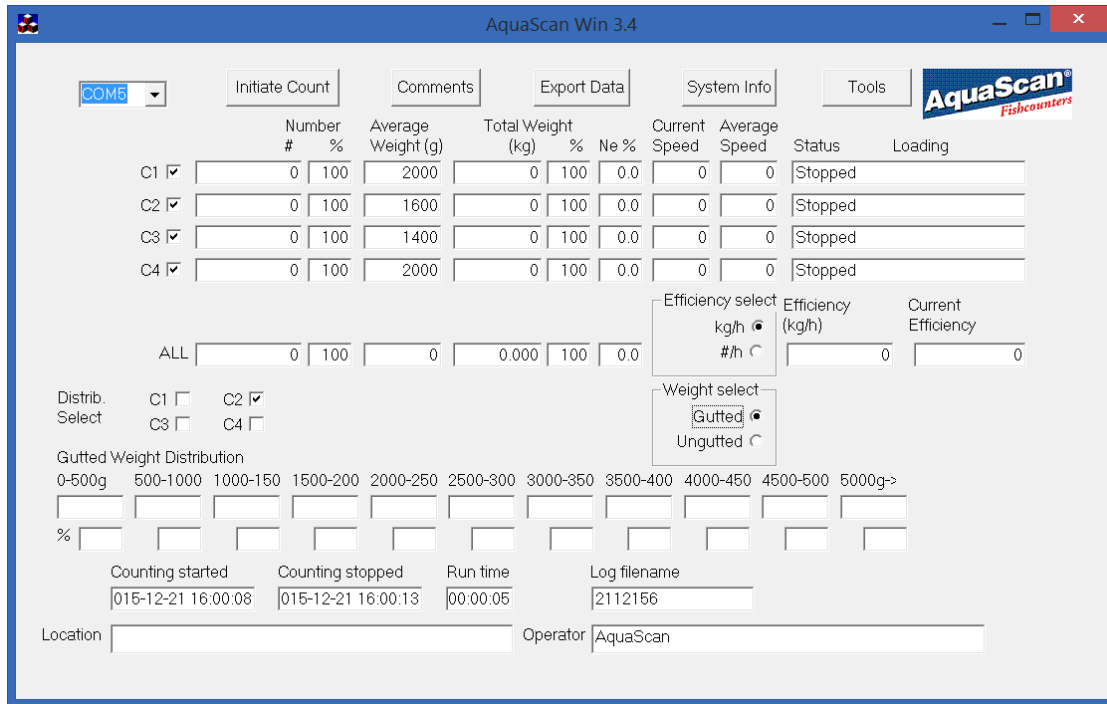 AquaScan Win 3.4
COM5 Initiate Count Comments Export Data System Info Tools AquaScan® Fishcounters
Number Average Total Weight Current Average
# % Weight (g) (kg) % Ne % Speed Speed Status Loading
C1 0 100 2000 0 100 0.0 0 0 Stopped
C2 0 100 1600 0 100 0.0 0 0 Stopped
C3 0 100 1400 0 100 0.0 0 0 Stopped
C4 0 100 2000 0 100 0.0 0 0 Stopped
Efficiency select Efficiency Current
kg/h (kg/h) Efficiency
ALL 0 100 0 0.000 100 0.0 #/h 0 0
Distrib. C1 C2 Weight select
Select C3 C4 Gutted
Ungutted
Gutted Weight Distribution
0-500g 500-1000 1000-150 1500-200 2000-250 2500-300 3000-350 3500-400 4000-450 4500-500 5000g->
%
Counting started Counting stopped Run time Log filename
015-12-21 16:00:08 015-12-21 16:00:13 00:00:05 2112156
Location Operator AquaScan